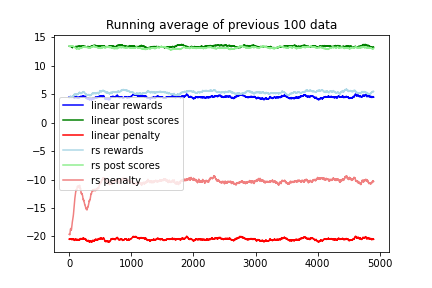 Running average of previous 100 data
15
10
5
0
−5
−10
−15
−20
linear rewards
linear post scores
linear penalty
rs rewards
rs post scores
rs penalty
0 1000 2000 3000 4000 5000